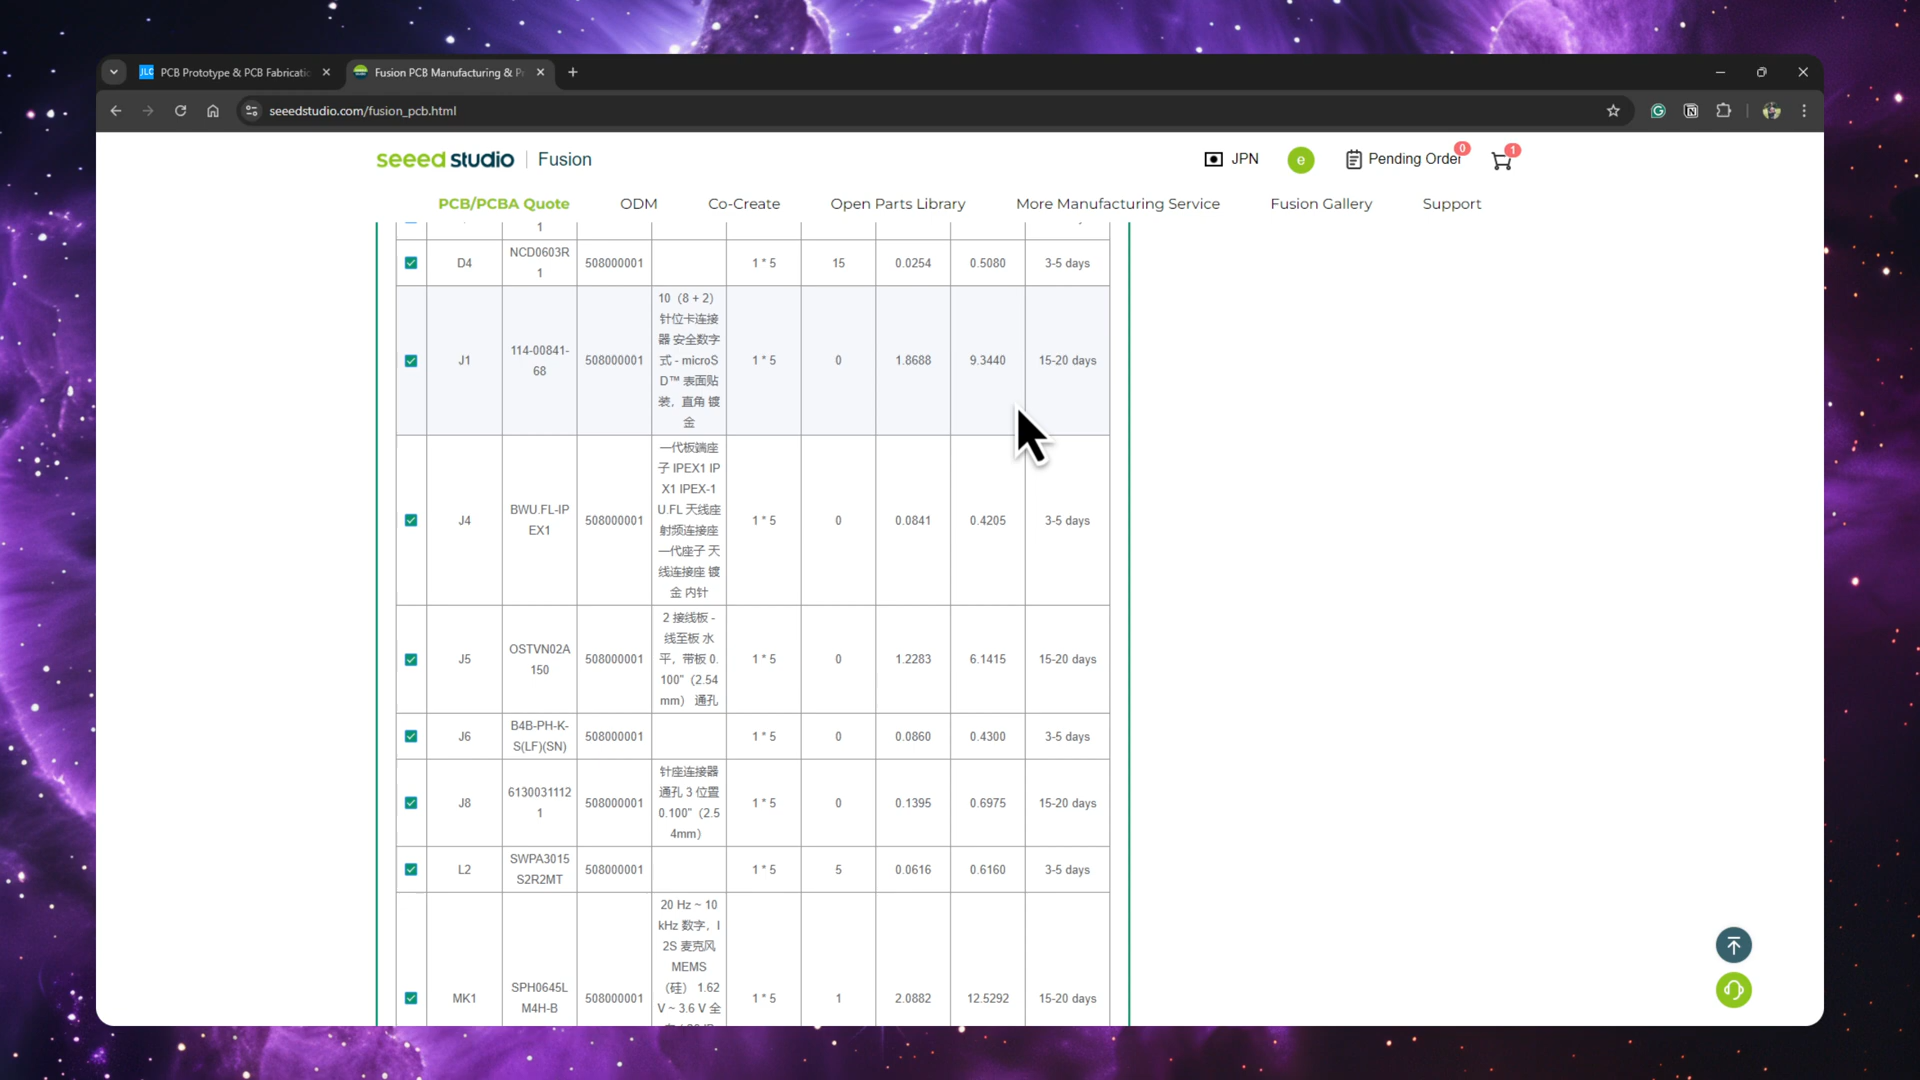 JLC PCB Prototype & PCB Fabricatic
Fusion PCB Manufacturing & Pr
seeedstudio.com/fusion_pcb.html
seeed studio | Fusion
JPN
e
Pending Order
0
1
PCB/PCBA Quote
ODM
Co-Create
Open Parts Library
More Manufacturing Service
Fusion Gallery
Support
1
D4
NCD0603R
1
508000001
1 * 5
15
0.0254
0.5080
3-5 days
J1
114-00841-
68
508000001
10（8 + 2）
针位卡连接
器 安全数字
式 - microS
D™ 表面贴
装，直角 镀
金
1 * 5
0
1.8688
9.3440
15-20 days
J4
BWU.FL-IP
EX1
508000001
一代板端座
子 IPEX1 IP
X1 IPEX-1
U.FL 天线座
射频连接座
一代座子 天
线连接座 镀
金 内针
1 * 5
0
0.0841
0.4205
3-5 days
J5
OSTVN02A
150
508000001
2 接线板 -
线至板 水
平，带板 0.
100"（2.54
mm） 通孔
1 * 5
0
1.2283
6.1415
15-20 days
J6
B4B-PH-K-
S(LF)(SN)
508000001
1 * 5
0
0.0860
0.4300
3-5 days
J8
6130031112
1
508000001
针座连接器
通孔 3 位置
0.100"（2.5
4mm）
1 * 5
0
0.1395
0.6975
15-20 days
L2
SWPA3015
S2R2MT
508000001
1 * 5
5
0.0616
0.6160
3-5 days
MK1
SPH0645L
M4H-B
508000001
20 Hz ~ 10
kHz 数字，I
2S 麦克风
MEMS
（硅） 1.62
V ~ 3.6 V 全
1 * 5
1
2.0882
12.5292
15-20 days